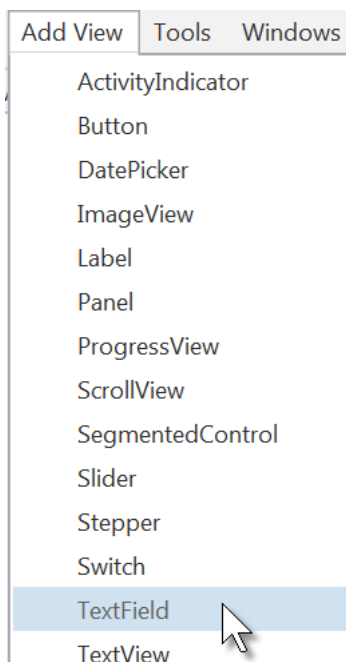 Add View Tools Windows
ActivityIndicator
Button
DatePicker
ImageView
Label
Panel
ProgressView
ScrollView
SegmentedControl
Slider
Stepper
Switch
TextField
TextView